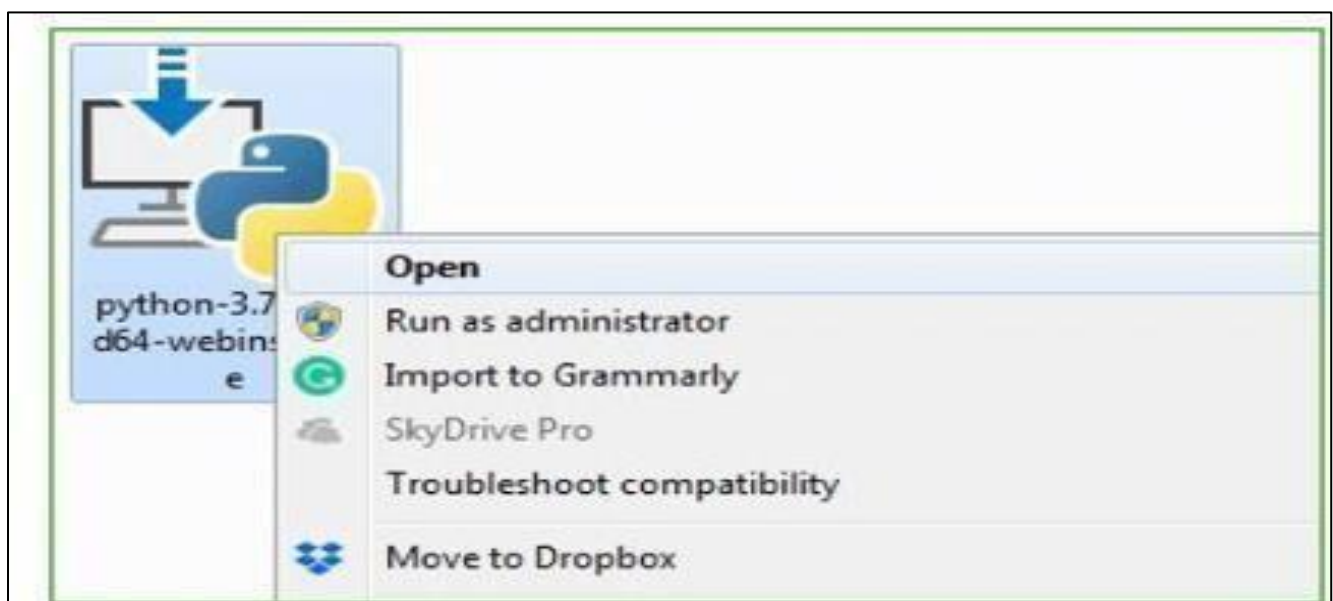 python-3.7
d64-webins
e
Open
Run as administrator
Import to Grammarly
SkyDrive Pro
Troubleshoot compatibility
Move to Dropbox